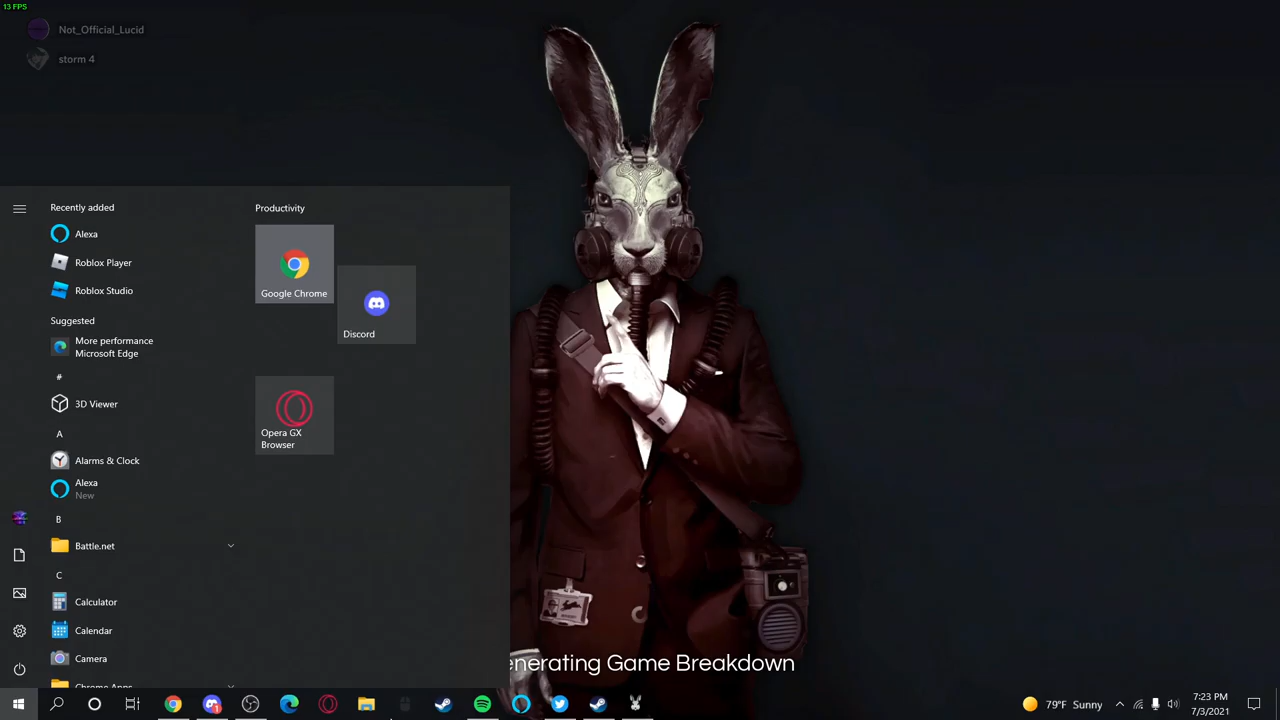 13 FPS
Not_Official_Lucid
storm 4
Recently added
Alexa
Roblox Player
Roblox Studio
Suggested
More performance
Microsoft Edge
#
3D Viewer
A
Alarms & Clock
Alexa
New
B
Battle.net
C
Calculator
Calendar
Camera
Chrome Apps
Productivity
Google Chrome
Discord
Opera GX
Browser
enerating Game Breakdown
79°F Sunny
7:23 PM
7/3/2021